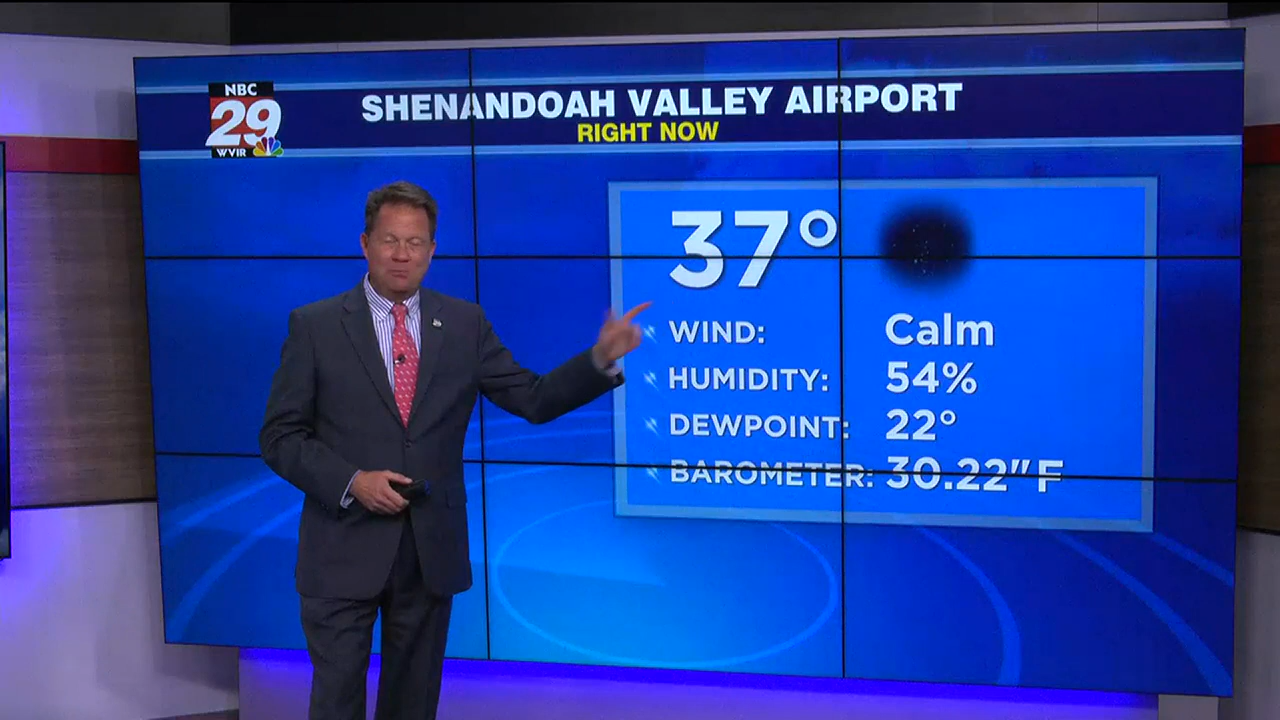 NBC
29
WVIR
SHENANDOAH VALLEY AIRPORT
RIGHT NOW
37°
WIND: Calm
HUMIDITY: 54%
DEWPOINT: 22°
BAROMETER: 30.22"F